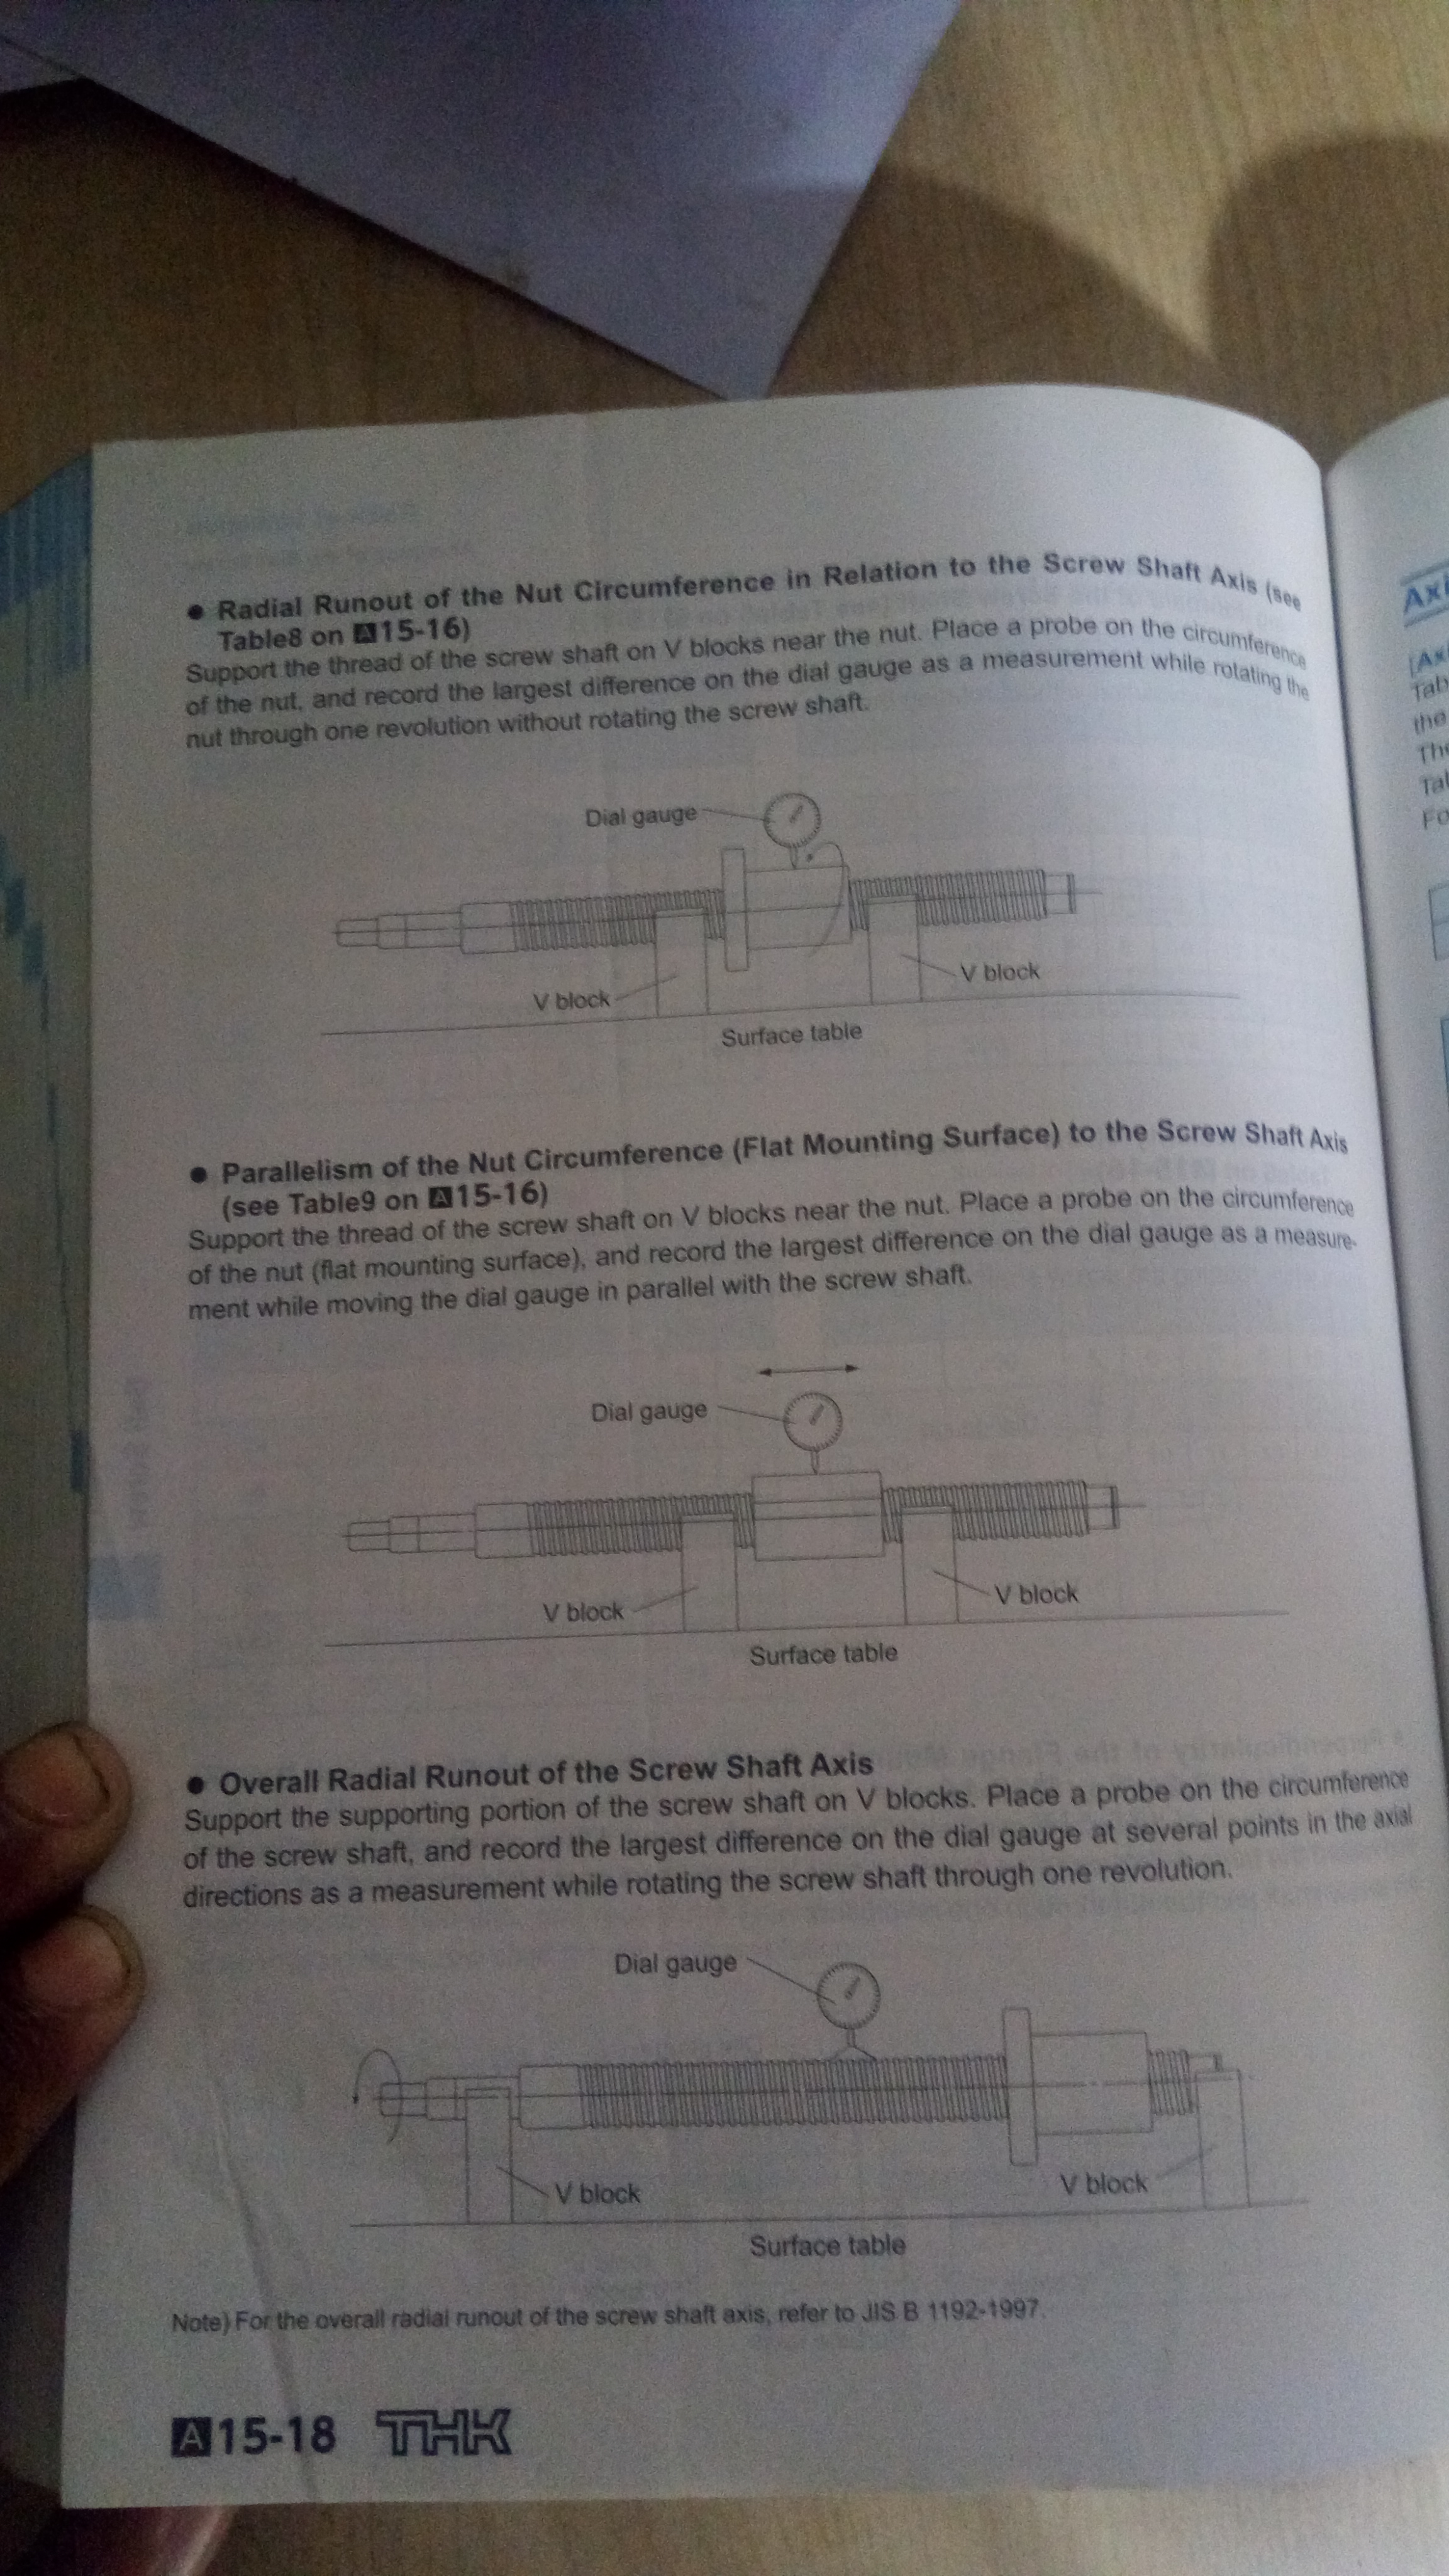 ● Radial Runout of the Nut Circumference in Relation to the Screw Shaft Axis (see
Table8 on A15-16)
Support the thread of the screw shaft on V blocks near the nut. Place a probe on the circumference
of the nut, and record the largest difference on the dial gauge as a measurement while rotating the
nut through one revolution without rotating the screw shaft.
Dial gauge
V block
V block
Surface table
● Parallelism of the Nut Circumference (Flat Mounting Surface) to the Screw Shaft Axis
(see Table9 on A15-16)
Support the thread of the screw shaft on V blocks near the nut. Place a probe on the circumference
of the nut (flat mounting surface), and record the largest difference on the dial gauge as a measure-
ment while moving the dial gauge in parallel with the screw shaft.
Dial gauge
V block
V block
Surface table
● Overall Radial Runout of the Screw Shaft Axis
Support the supporting portion of the screw shaft on V blocks. Place a probe on the circumference
of the screw shaft, and record the largest difference on the dial gauge at several points in the axial
directions as a measurement while rotating the screw shaft through one revolution.
Dial gauge
V block
V block
Surface table
Note) For the overall radial runout of the screw shaft axis, refer to JIS B 1192-1997.
A15-18 THK
the